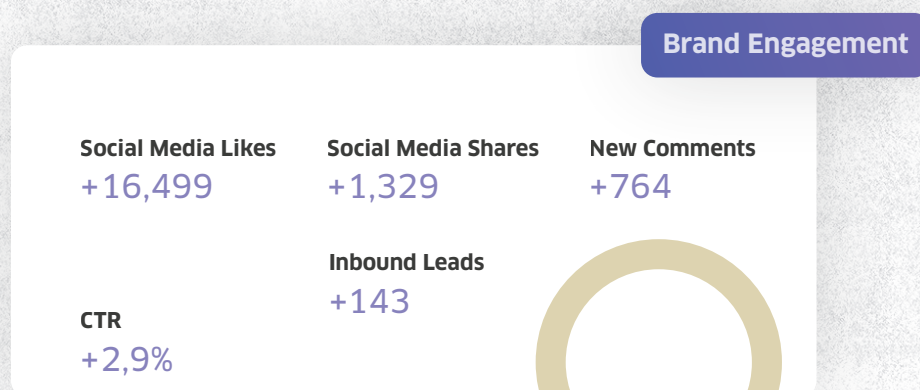 Brand Engagement
Social Media Likes
+16,499
Social Media Shares
+1,329
New Comments
+764
Inbound Leads
+143
CTR
+2,9%